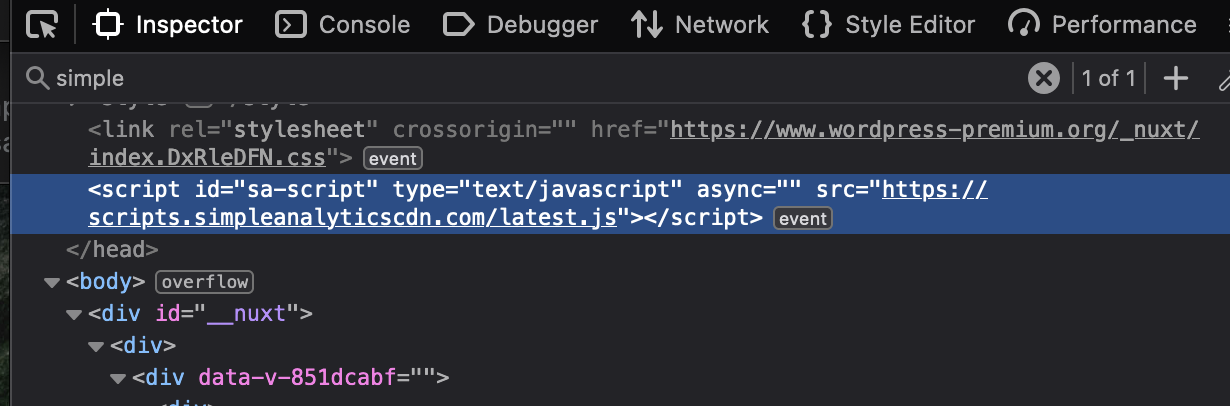 Inspector Console Debugger Network Style Editor Performance
simple 1 of 1 +
<link rel="stylesheet" crossorigin="" href="https://www.wordpress-premium.org/_nuxt/
index.DxRleDFN.css"> event
<script id="sa-script" type="text/javascript" async="" src="https://
scripts.simpleanalyticscdn.com/latest.js"></script> event
</head>
<body> overflow
<div id="__nuxt">
<div>
<div data-v-851dcabf="">